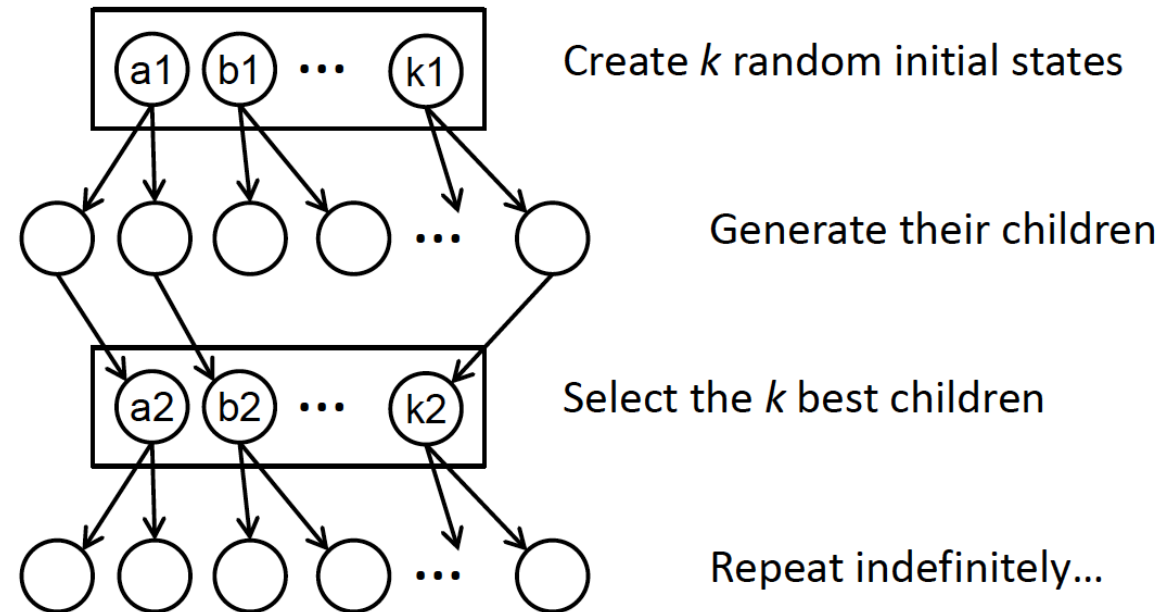 a1 b1 ... k1 Create k random initial states
... Generate their children
a2 b2 ... k2 Select the k best children
... Repeat indefinitely...